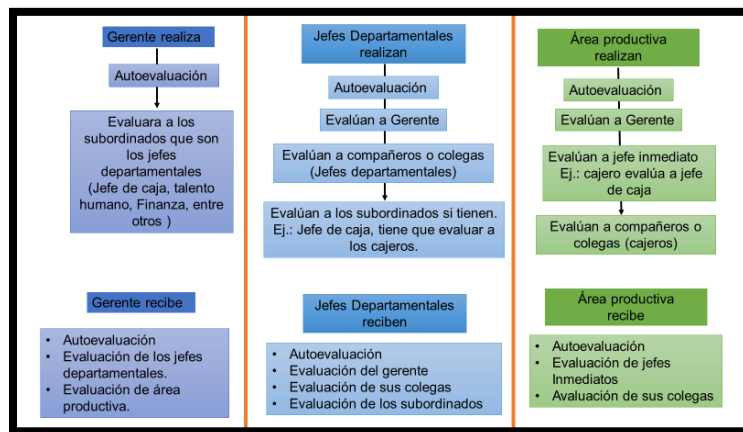 Gerente realiza
Autoevaluación
Evaluara a los
subordinados que son
los jefes
departamentales
(Jefe de caja, talento
humano, Finanza, entre
otros )
Gerente recibe
• Autoevaluación
• Evaluación de los jefes
departamentales.
• Evaluación de área
productiva.
Jefes Departamentales
realizan
Autoevaluación
Evalúan a Gerente
Evalúan a compañeros o colegas
(Jefes departamentales)
Evalúan a los subordinados si tienen.
Ej.: Jefe de caja, tiene que evaluar a
los cajeros.
Jefes Departamentales
reciben
• Autoevaluación
• Evaluación del gerente
• Evaluación de sus colegas
• Evaluación de los subordinados
Área productiva
realizan
Autoevaluación
Evalúan a Gerente
Evalúan a jefe inmediato
Ej.: cajero evalúa a jefe
de caja
Evalúan a compañeros o
colegas (cajeros)
Área productiva
recibe
• Autoevaluación
• Evaluación de jefes
Inmediatos
• Avaluación de sus colegas